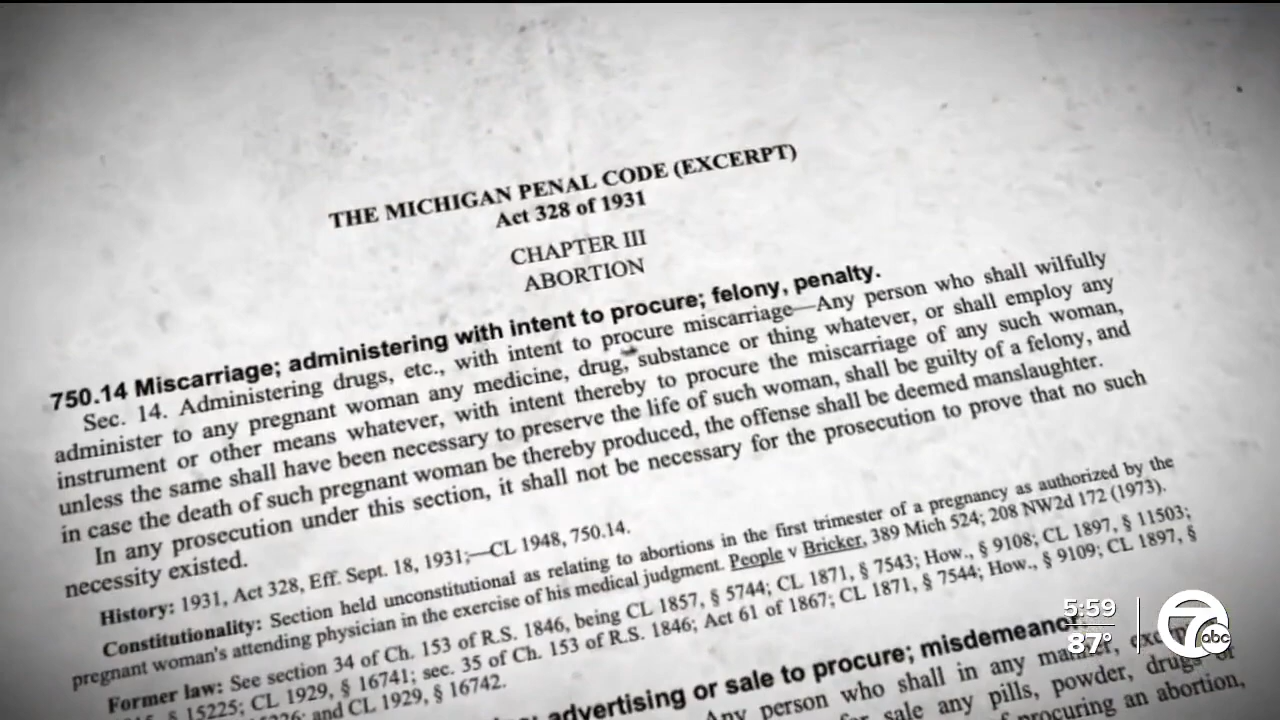 THE MICHIGAN PENAL CODE (EXCERPT)
Act 328 of 1931
CHAPTER III
ABORTION
750.14 Miscarriage; administering with intent to procure; felony, penalty.
Sec. 14. Administering drugs, etc., with intent to procure miscarriage—Any person who shall wilfully
administer to any pregnant woman any medicine, drug, substance or thing whatever, or shall employ any
instrument or other means whatever, with intent thereby to procure the miscarriage of any such woman,
unless the same shall have been necessary to preserve the life of such woman, shall be guilty of a felony, and
in case the death of such pregnant woman be thereby produced, the offense shall be deemed manslaughter.
In any prosecution under this section, it shall not be necessary for the prosecution to prove that no such
necessity existed.
History: 1931, Act 328, Eff. Sept. 18, 1931;—CL 1948, 750.14.
Constitutionality: Section held unconstitutional as relating to abortions in the first trimester of a pregnancy as authorized by the
pregnant woman's attending physician in the exercise of his medical judgment. People v Bricker, 389 Mich 524; 208 NW2d 172 (1973).
Former law: See section 34 of Ch. 153 of R.S. 1846, being CL 1857, § 5744; CL 1871, § 7543; How., § 9108; CL 1897, § 11503;
§ 15225; CL 1929, § 16741; sec. 35 of Ch. 153 of R.S. 1846; Act 61 of 1867; CL 1871, § 7544; How., § 9109; CL 1897, §
and CL 1929, § 16742.
advertising or sale to procure; misdemeanor
Any person who shall in any manner,
sale any pills, powder, drugs or
procuring an abortion,
5:59
87°
7 abc